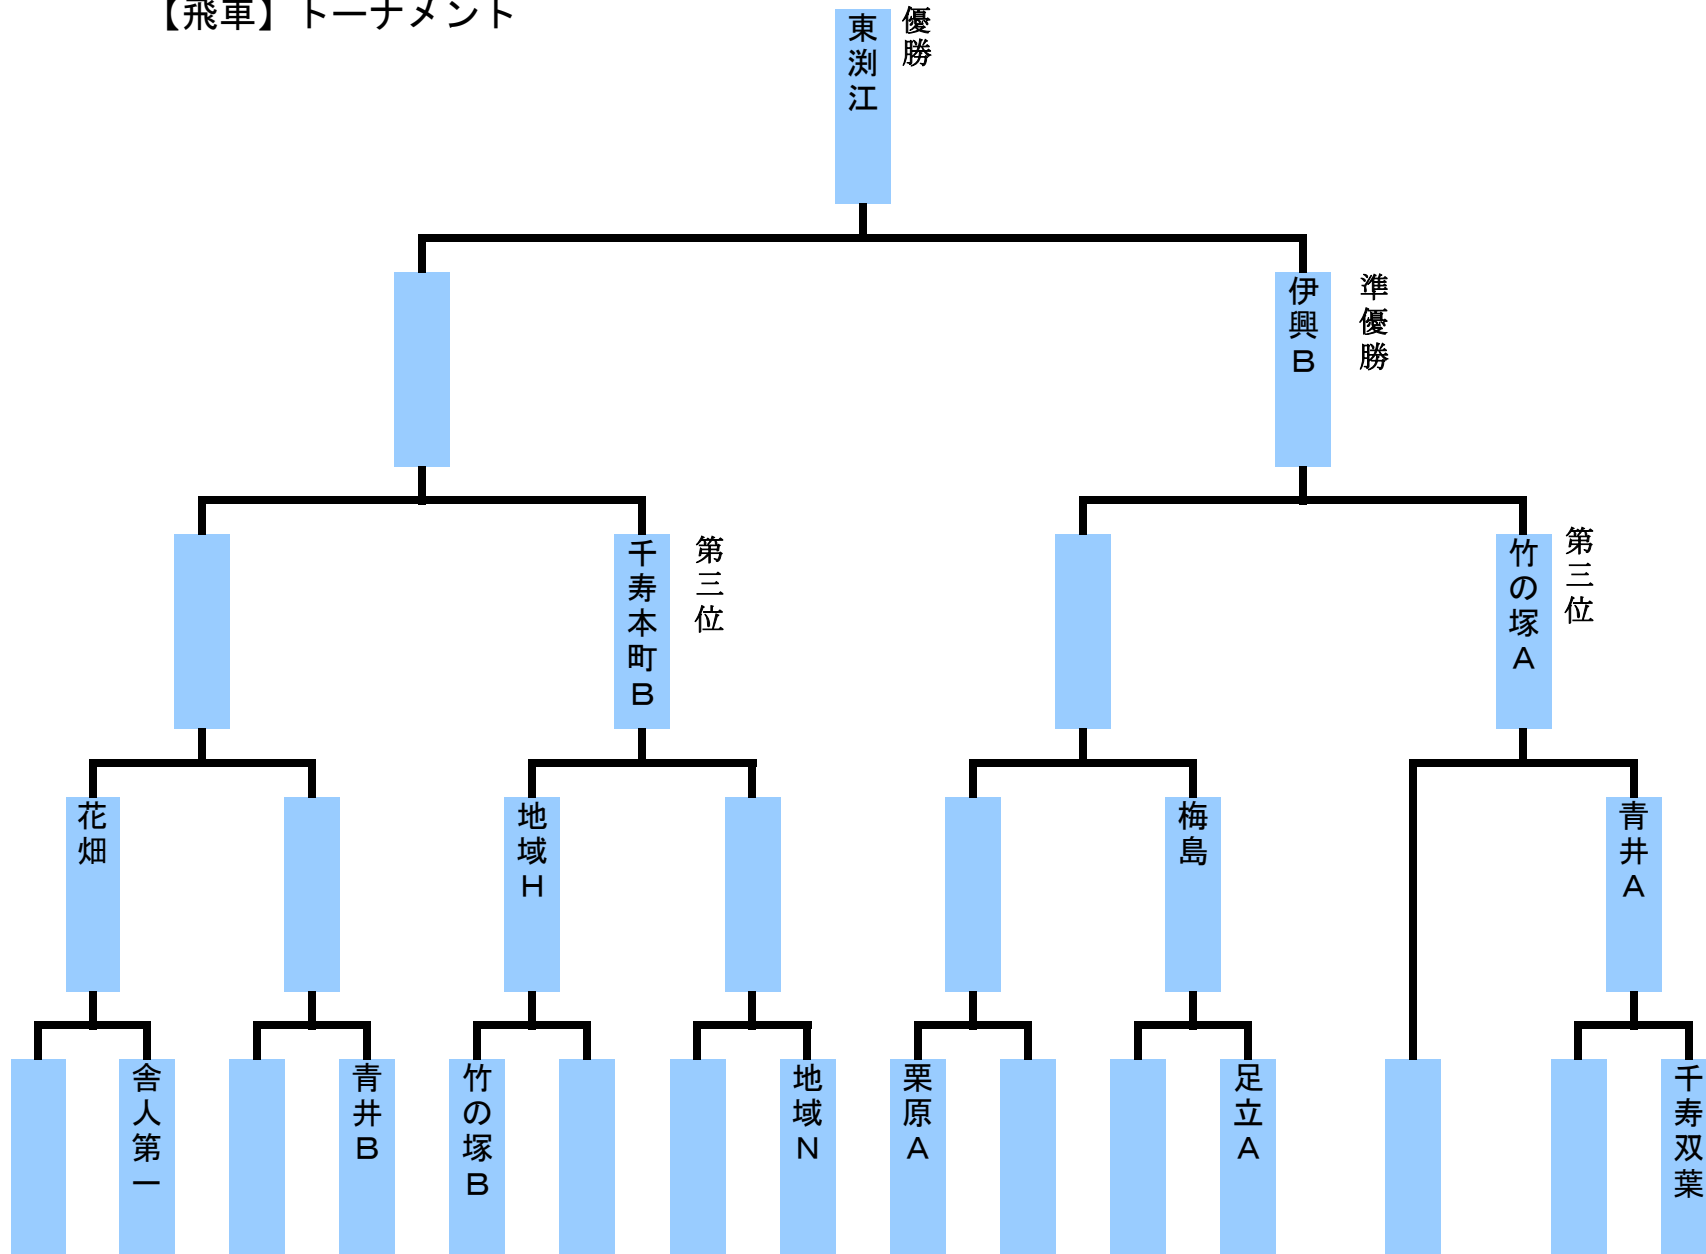 【飛車】トーナメント
東渕江
優勝
伊興Ｂ
準優勝
千寿本町Ｂ
第三位
竹の塚Ａ
第三位
花畑
地域Ｈ
梅島
青井Ａ
舎人第一
青井Ｂ
竹の塚Ｂ
地域Ｎ
栗原Ａ
足立Ａ
千寿双葉